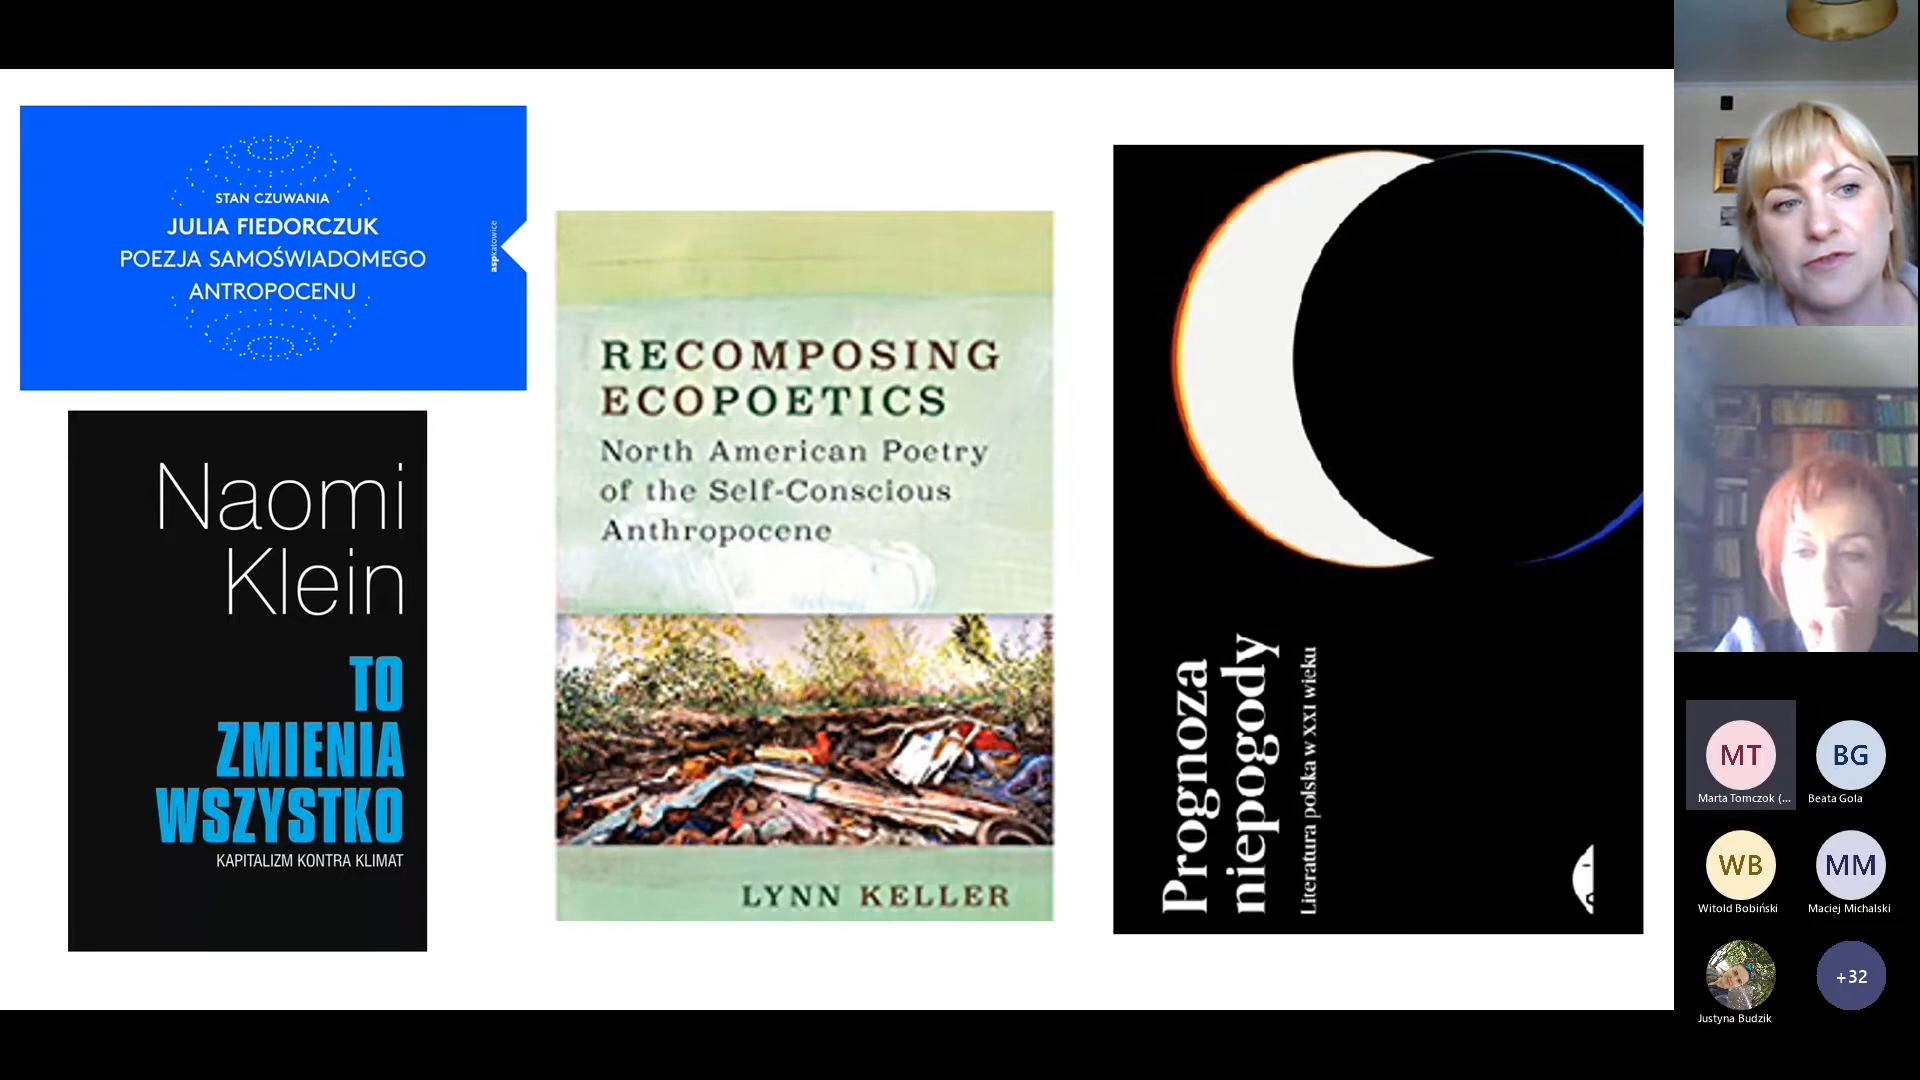 STAN CZUWANIA
JULIA FIEDORCZUK
POEZJA SAMOŚWIADOMEGO
ANTROPOCENU
aspkatowice
Naomi
Klein
TO
ZMIENIA
WSZYSTKO
KAPITALIZM KONTRA KLIMAT
RECOMPOSING
ECOPOETICS
North American Poetry
of the Self-Conscious
Anthropocene
LYNN KELLER
Prognoza
niepogody
Literatura polska w XXI wieku
MT
Marta Tomczok (...
BG
Beata Gola
WB
Witold Bobiński
MM
Maciej Michalski
Justyna Budzik
+32